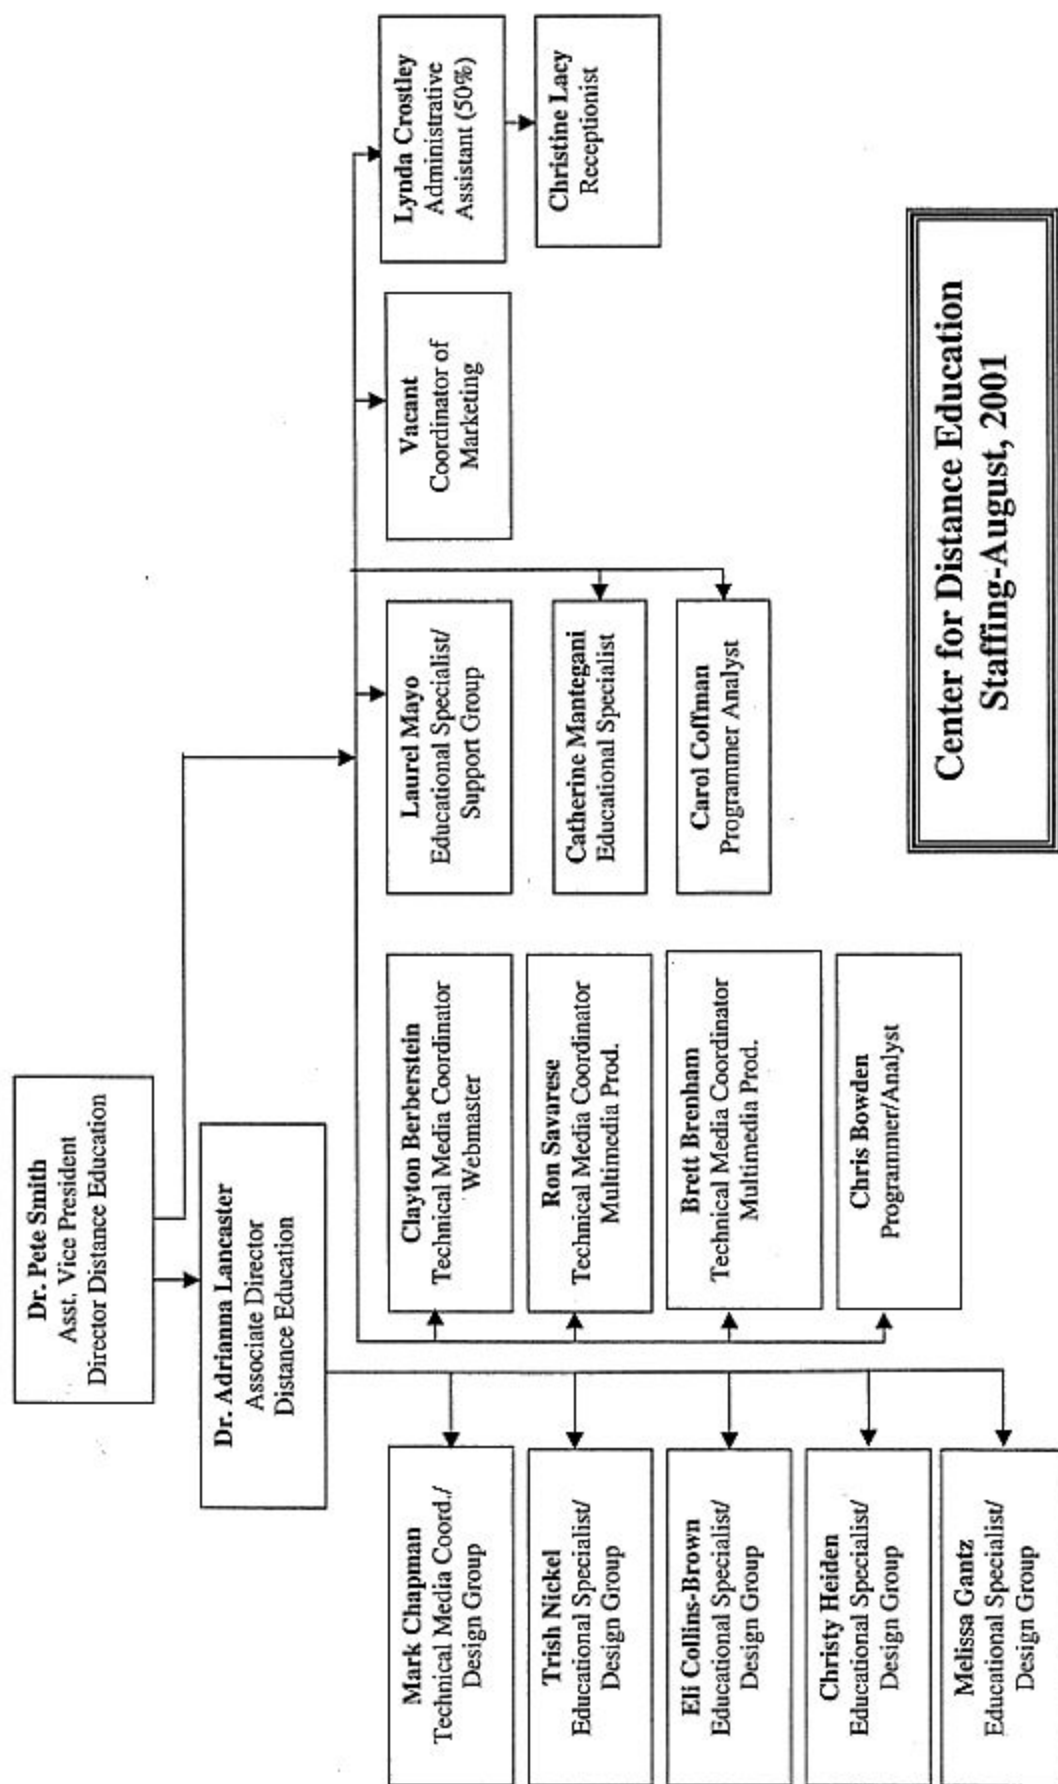 Dr. Pete Smith
Asst. Vice President
Director Distance Education
Dr. Adrianna Lancaster
Associate Director
Distance Education
Mark Chapman
Technical Media Coord./
Design Group
Trish Nickel
Educational Specialist/
Design Group
Eli Collins-Brown
Educational Specialist/
Design Group
Christy Heiden
Educational Specialist/
Design Group
Melissa Gantz
Educational Specialist/
Design Group
Clayton Berberstein
Technical Media Coordinator
Webmaster
Ron Savarese
Technical Media Coordinator
Multimedia Prod.
Brett Brenham
Technical Media Coordinator
Multimedia Prod.
Chris Bowden
Programmer/Analyst
Laurel Mayo
Educational Specialist/
Support Group
Catherine Mantegani
Educational Specialist
Carol Coffman
Programmer Analyst
Vacant
Coordinator of
Marketing
Lynda Crostley
Administrative
Assistant (50%)
Christine Lacy
Receptionist
Center for Distance Education
Staffing-August, 2001